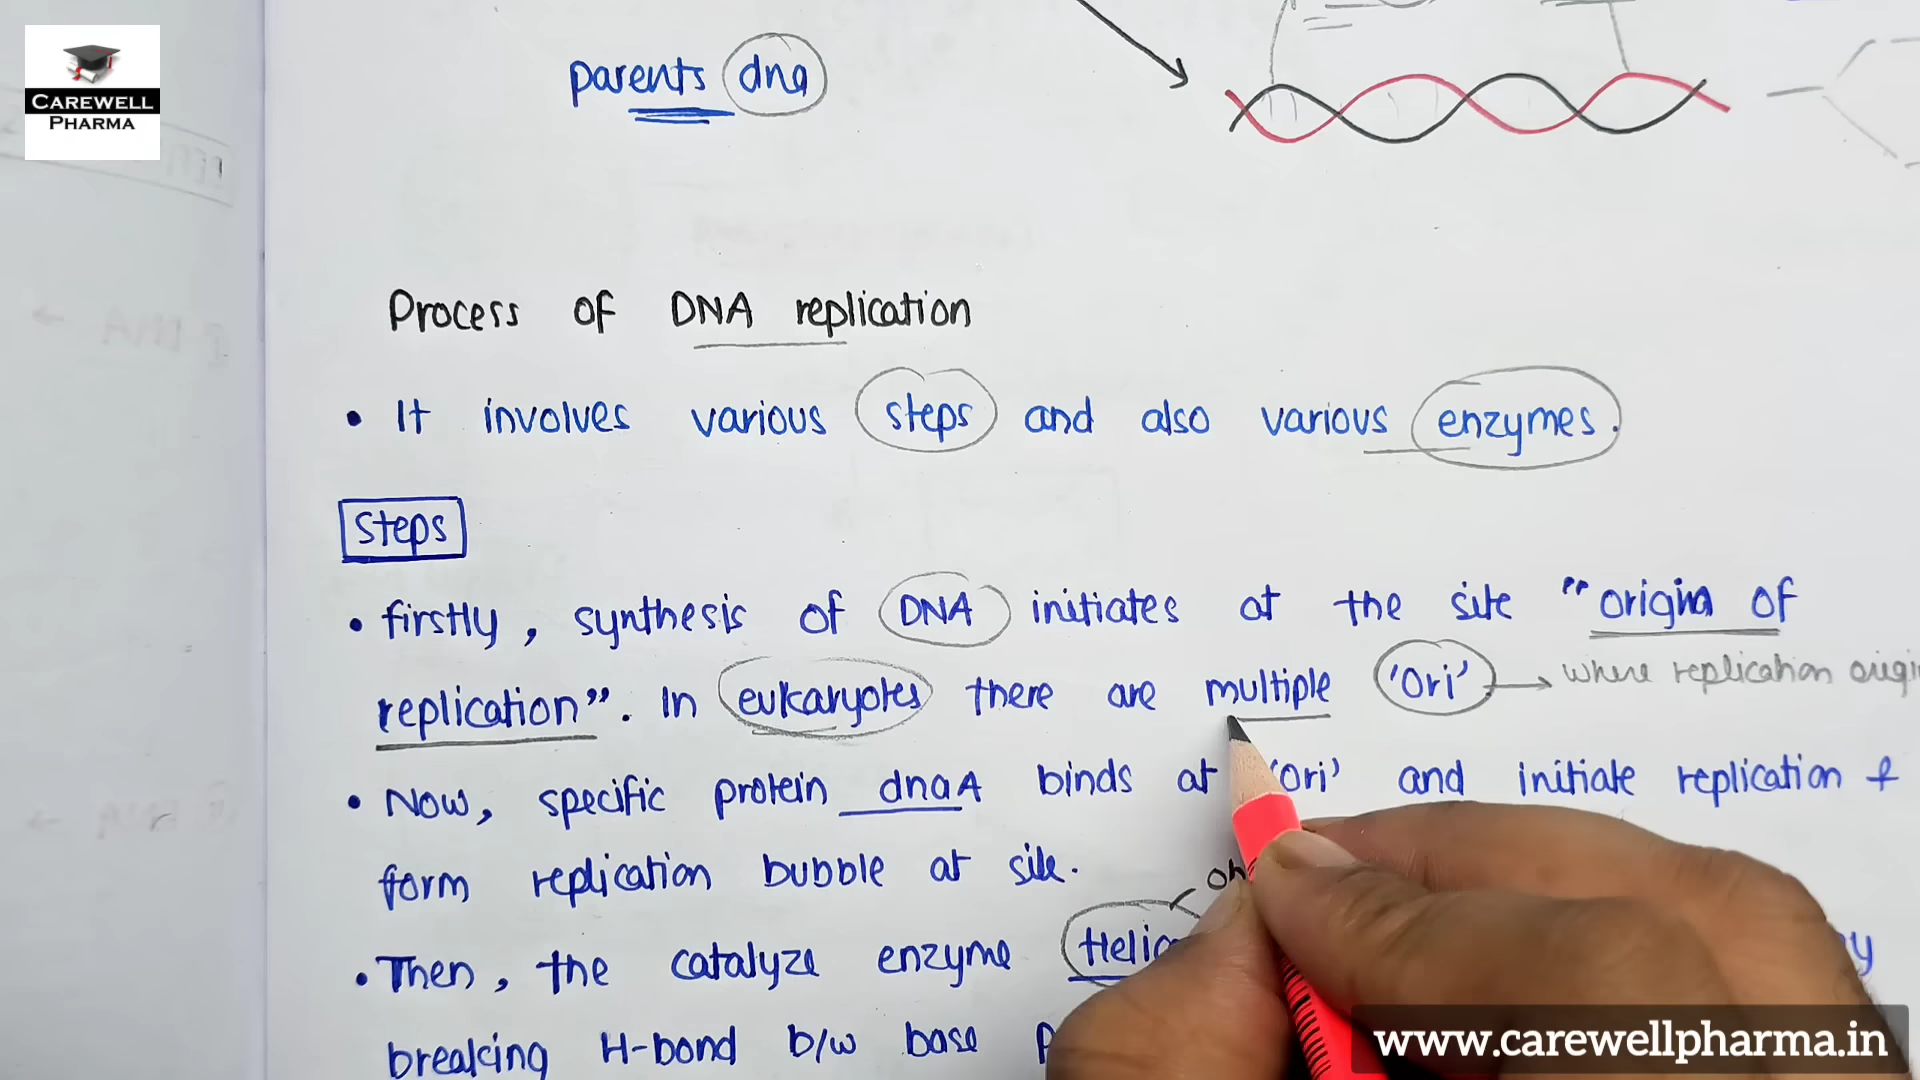 CAREWELL
PHARMA
parents dna
Process of DNA replication
• It involves various steps and also various enzymes.
Steps
• firstly, synthesis of DNA initiates at the site "origin of
replication". In eukaryotes there are multiple 'Ori' → where replication
• Now, specific protein dnaA binds at 'Ori' and initiate replication &
form replication bubble at site.
• Then, the catalyze enzyme
breaking H-bond b/w base
www.carewellpharma.in